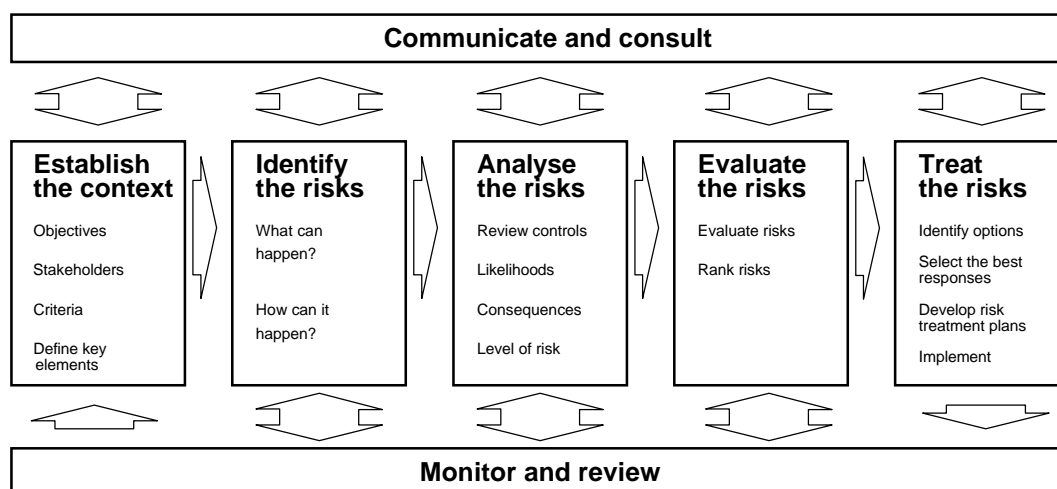 Communicate and consult
Establish
the context
Objectives
Stakeholders
Criteria
Define key
elements
Identify
the risks
What can
happen?
How can it
happen?
Analyse
the risks
Review controls
Likelihoods
Consequences
Level of risk
Evaluate
the risks
Evaluate risks
Rank risks
Treat
the risks
Identify options
Select the best
responses
Develop risk
treatment plans
Implement
Monitor and review